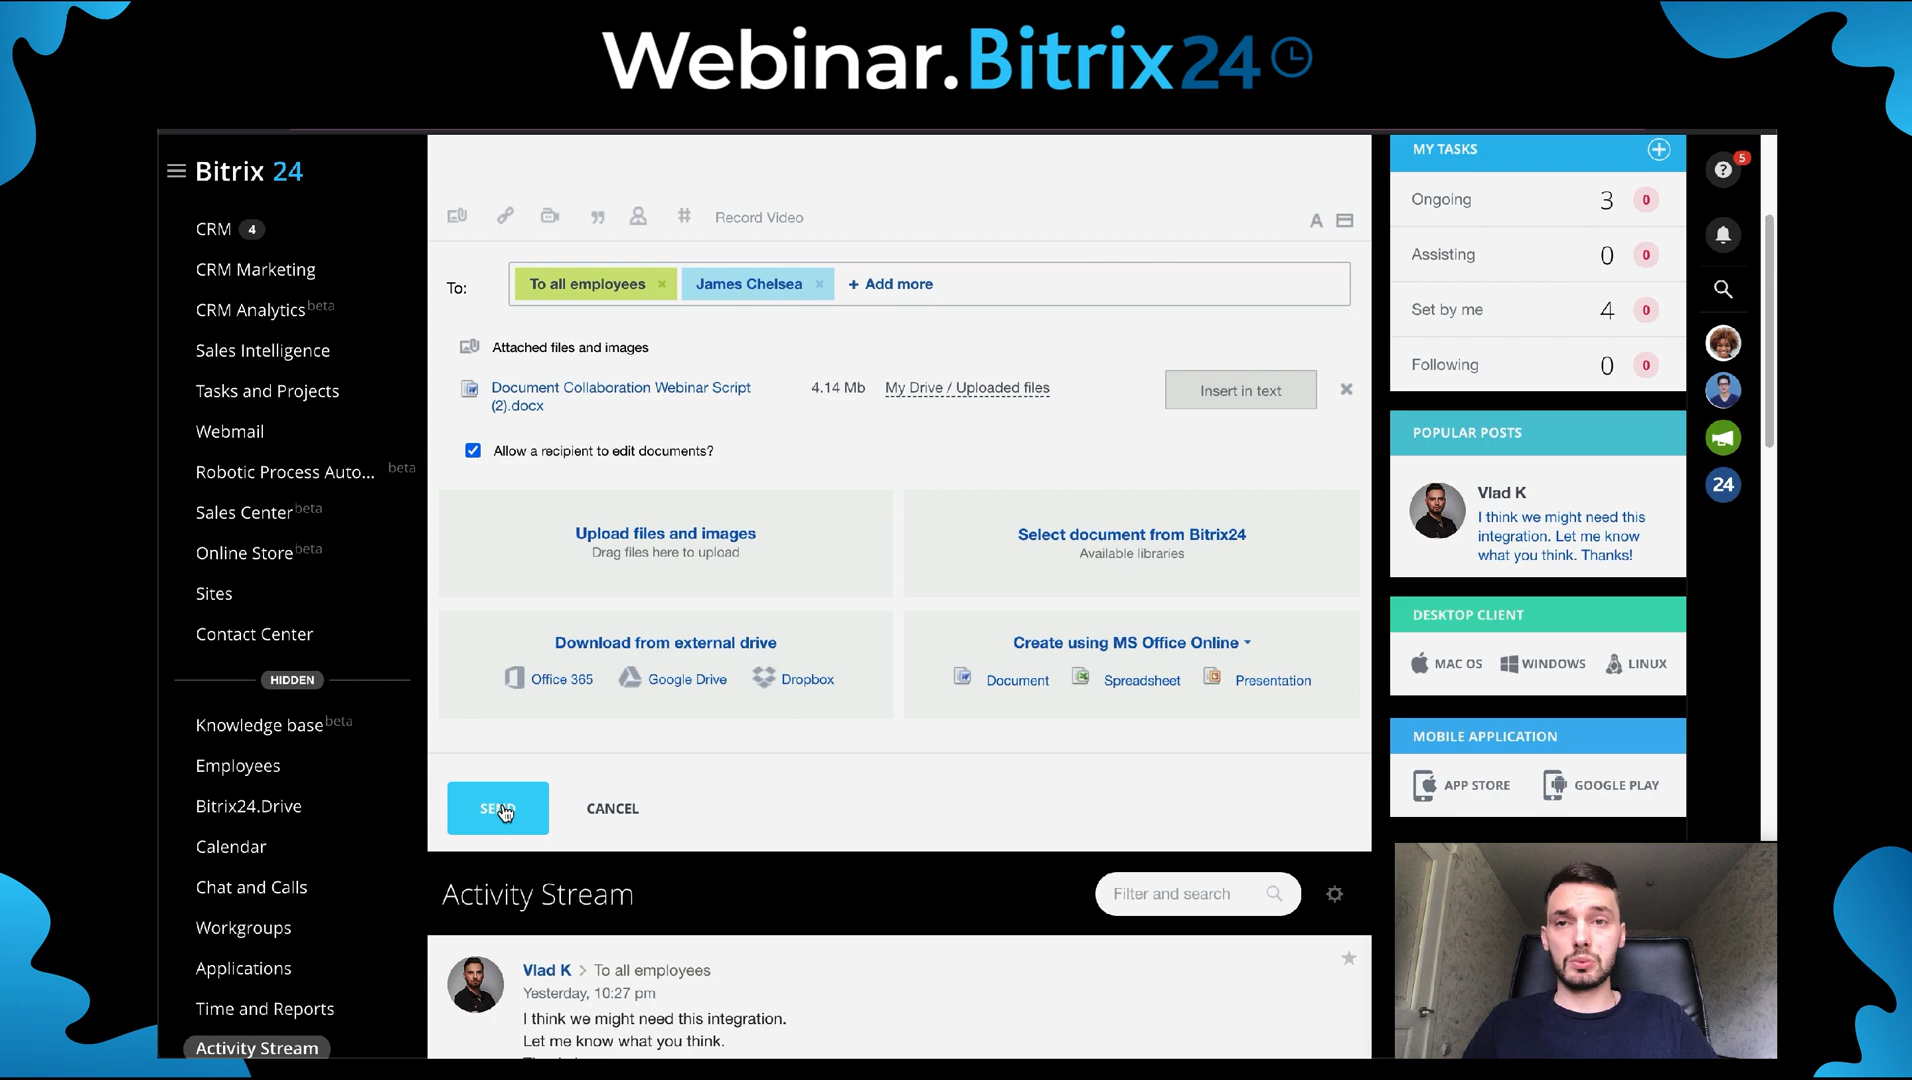 Webinar.Bitrix24
Bitrix 24
CRM 4
CRM Marketing
CRM Analytics beta
Sales Intelligence
Tasks and Projects
Webmail
Robotic Process Auto... beta
Sales Center beta
Online Store beta
Sites
Contact Center
HIDDEN
Knowledge base beta
Employees
Bitrix24.Drive
Calendar
Chat and Calls
Workgroups
Applications
Time and Reports
Activity Stream
# Record Video
A
To: To all employees × James Chelsea × + Add more
Attached files and images
Document Collaboration Webinar Script
(2).docx
4.14 Mb My Drive / Uploaded files Insert in text
Allow a recipient to edit documents?
Upload files and images
Drag files here to upload
Select document from Bitrix24
Available libraries
Download from external drive
Office 365 Google Drive Dropbox
Create using MS Office Online
Document Spreadsheet Presentation
SEND CANCEL
Activity Stream
Filter and search
Vlad K > To all employees
Yesterday, 10:27 pm
I think we might need this integration.
Let me know what you think.
MY TASKS
Ongoing 3 0
Assisting 0 0
Set by me 4 0
Following 0 0
POPULAR POSTS
Vlad K
I think we might need this
integration. Let me know
what you think. Thanks!
DESKTOP CLIENT
MAC OS WINDOWS LINUX
MOBILE APPLICATION
APP STORE GOOGLE PLAY
? 5
24